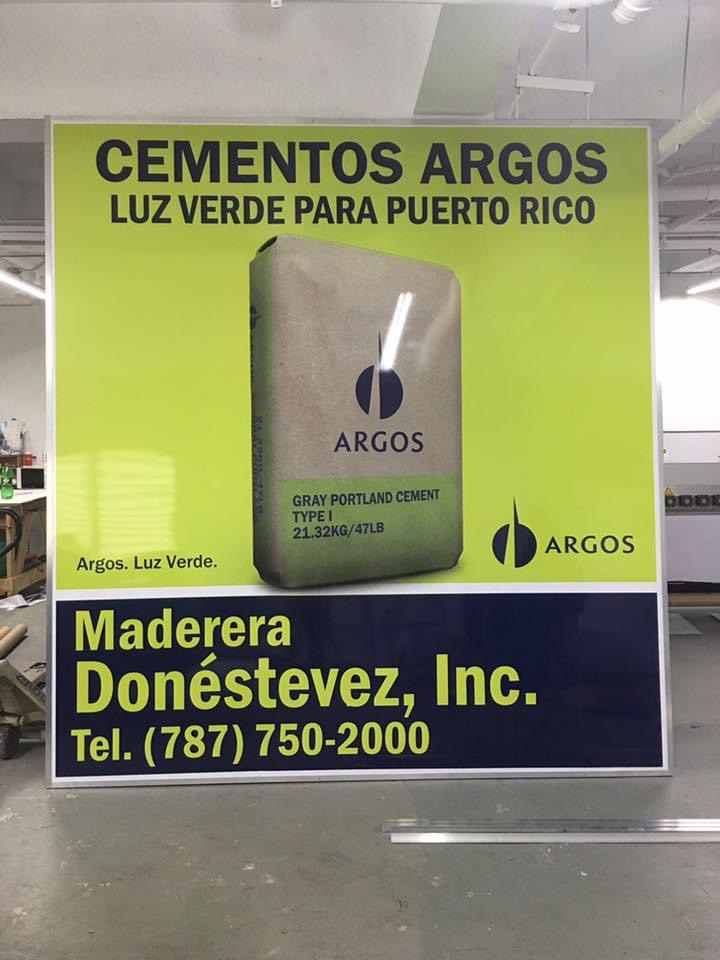 CEMENTOS ARGOS
LUZ VERDE PARA PUERTO RICO
ARGOS
GRAY PORTLAND CEMENT
TYPE I
21.32KG/47LB
Argos. Luz Verde.
ARGOS
Maderera
Donéstevez, Inc.
Tel. (787) 750-2000